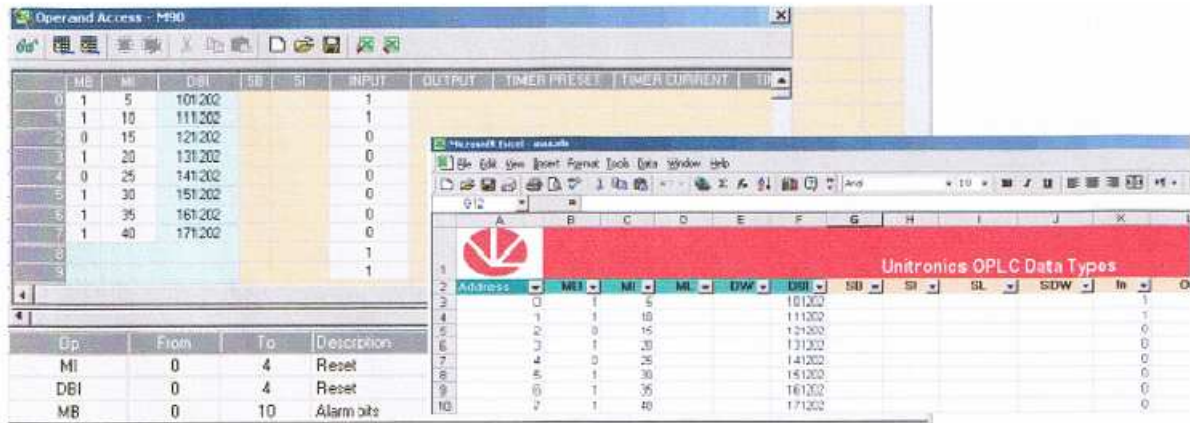 Operand Access - M90
MB MI DBI SB SI INPUT OUTPUT TIMER PRESET TIMER CURRENT
0 1 5 101202 1
1 1 10 111202 1
2 0 15 121202 0
3 1 20 131202 0
4 0 25 141202 0
5 1 30 151202 0
6 1 35 161202 0
7 1 40 171202 0
8 1
9 1
Op From To Description
MI 0 4 Reset
DBI 0 4 Reset
MB 0 10 Alarm bits
Microsoft Excel -
File Edit View Insert Format Tools Data Window Help
Arial 10
G12
A B C D E F G H I J K L
1 Unitronics OPLC Data Types
2 Address MB MI ML DW DBI SB SI SL SDW In
3 0 1 5 101202 1
4 1 1 10 111202 1
5 2 0 15 121202 0
6 3 1 20 131202 0
7 4 0 25 141202 0
8 5 1 30 151202 0
9 6 1 35 161202 0
10 7 1 40 171202 0